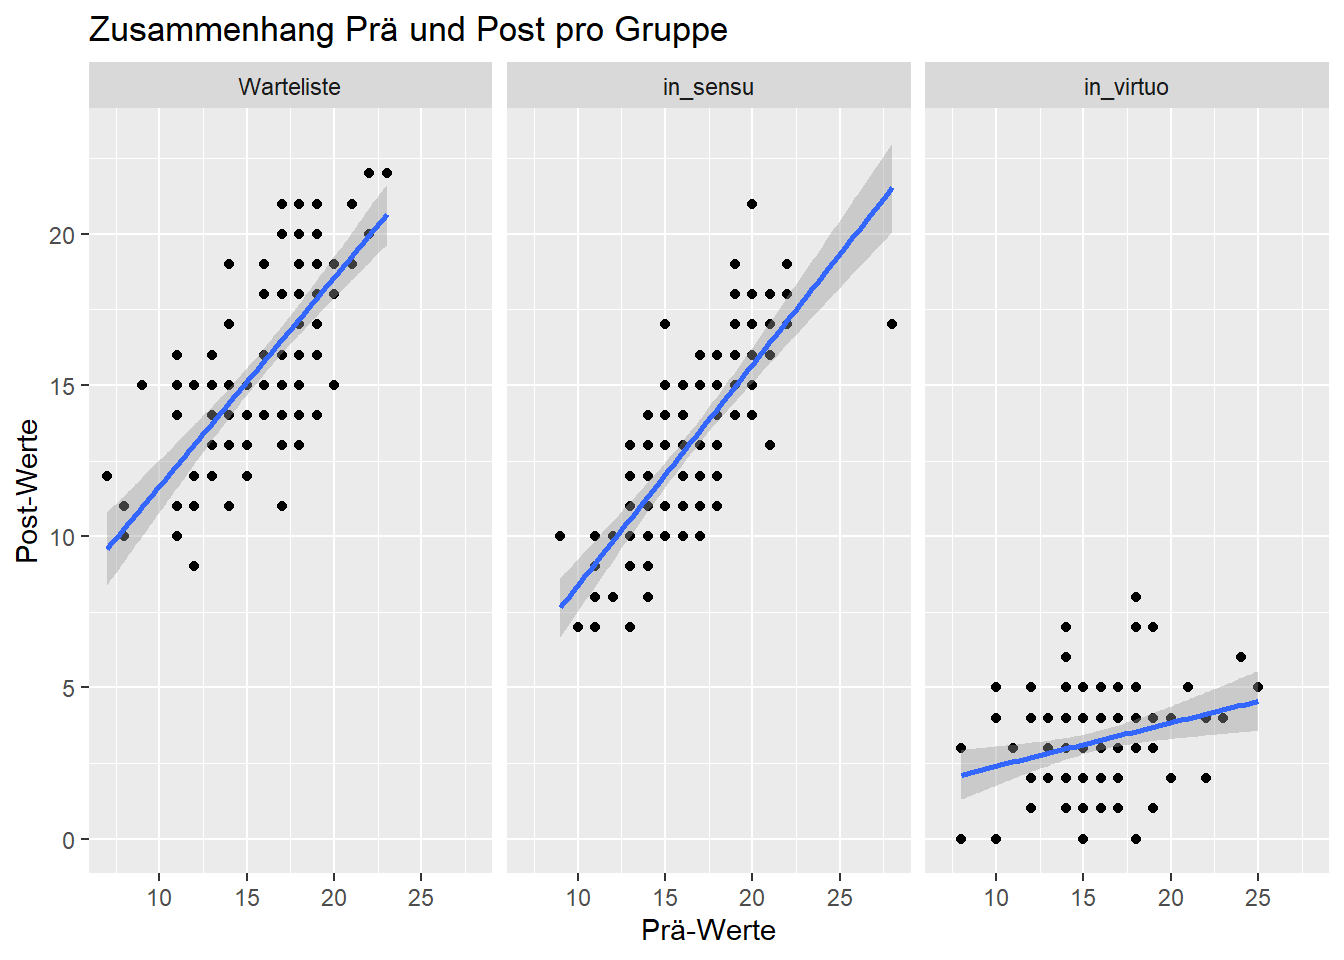 Zusammenhang Prä und Post pro Gruppe
Warteliste in_sensu in_virtuo
20
15
10
5
0
Post-Werte
10 15 20 25 10 15 20 25 10 15 20 25
Prä-Werte